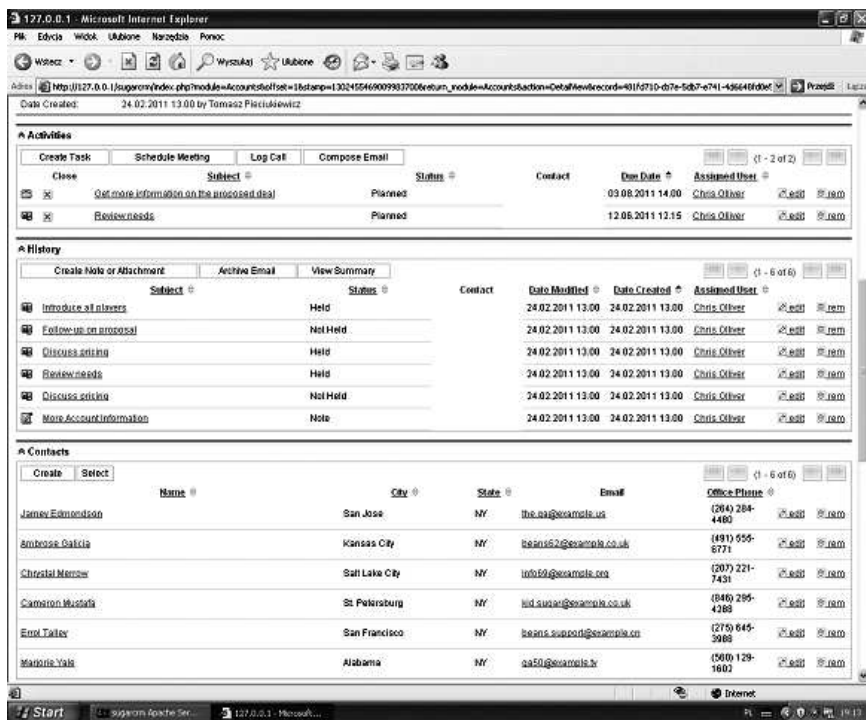 127.0.0.1 - Microsoft Internet Explorer
Plik Edycja Widok Ulubione Narzędzia Pomoc
Wstecz Wyszukaj Ulubione
Adres Przejdź Łącza
Date Created: 24.02.2011 13.00 by Tomasz Pieciukiewicz
Activities
Create Task Schedule Meeting Log Call Compose Email (1 - 2 of 2)
Close Subject Status Contact Due Date Assigned User
Get more information on the proposed deal Planned 03.08.2011 14.00 Chris Olliver edit rem
Review needs Planned 12.06.2011 12.15 Chris Olliver edit rem
History
Create Note or Attachment Archive Email View Summary (1 - 6 of 6)
Subject Status Contact Date Modified Date Created Assigned User
Introduce all players Held 24.02.2011 13.00 24.02.2011 13.00 Chris Olliver edit rem
Follow-up on proposal Not Held 24.02.2011 13.00 24.02.2011 13.00 Chris Olliver edit rem
Discuss pricing Held 24.02.2011 13.00 24.02.2011 13.00 Chris Olliver edit rem
Review needs Held 24.02.2011 13.00 24.02.2011 13.00 Chris Olliver edit rem
Discuss pricing Not Held 24.02.2011 13.00 24.02.2011 13.00 Chris Olliver edit rem
More Account Information Note 24.02.2011 13.00 24.02.2011 13.00 Chris Olliver edit rem
Contacts
Create Select (1 - 6 of 6)
Name City State Email Office Phone
Jamey Edmondson San Jose NY the.qa@example.us (264) 284-
4480 edit rem
Ambrose Galicia Kansas City NY beans62@example.co.uk (491) 555-
6771 edit rem
Chrystal Merrow Salt Lake City NY info69@example.org (207) 221-
7431 edit rem
Cameron Mustafa St. Petersburg NY kid.sugar@example.co.uk (846) 295-
4288 edit rem
Errol Talley San Francisco NY beans.support@example.cn (275) 645-
3988 edit rem
Marjorie Yale Alabama NY qa50@example.tv (560) 129-
1602 edit rem
Internet
Start sugarcrm Apache Ser... 127.0.0.1 - Microsoft... PL 19:13